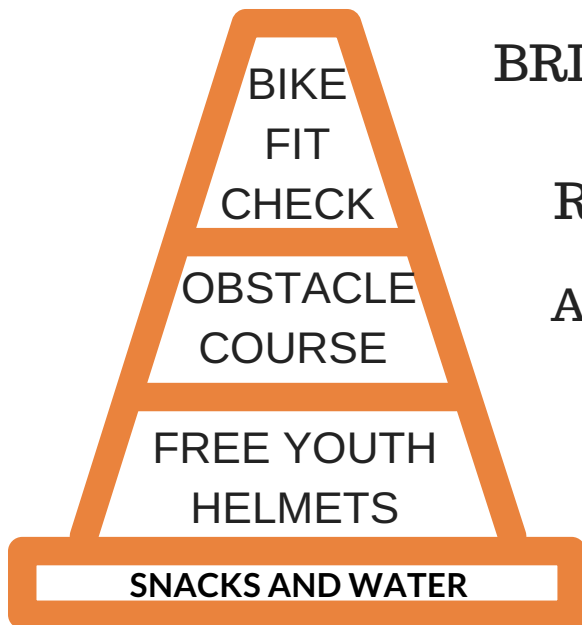 BIKE
FIT
CHECK
OBSTACLE
COURSE
FREE YOUTH
HELMETS
SNACKS AND WATER